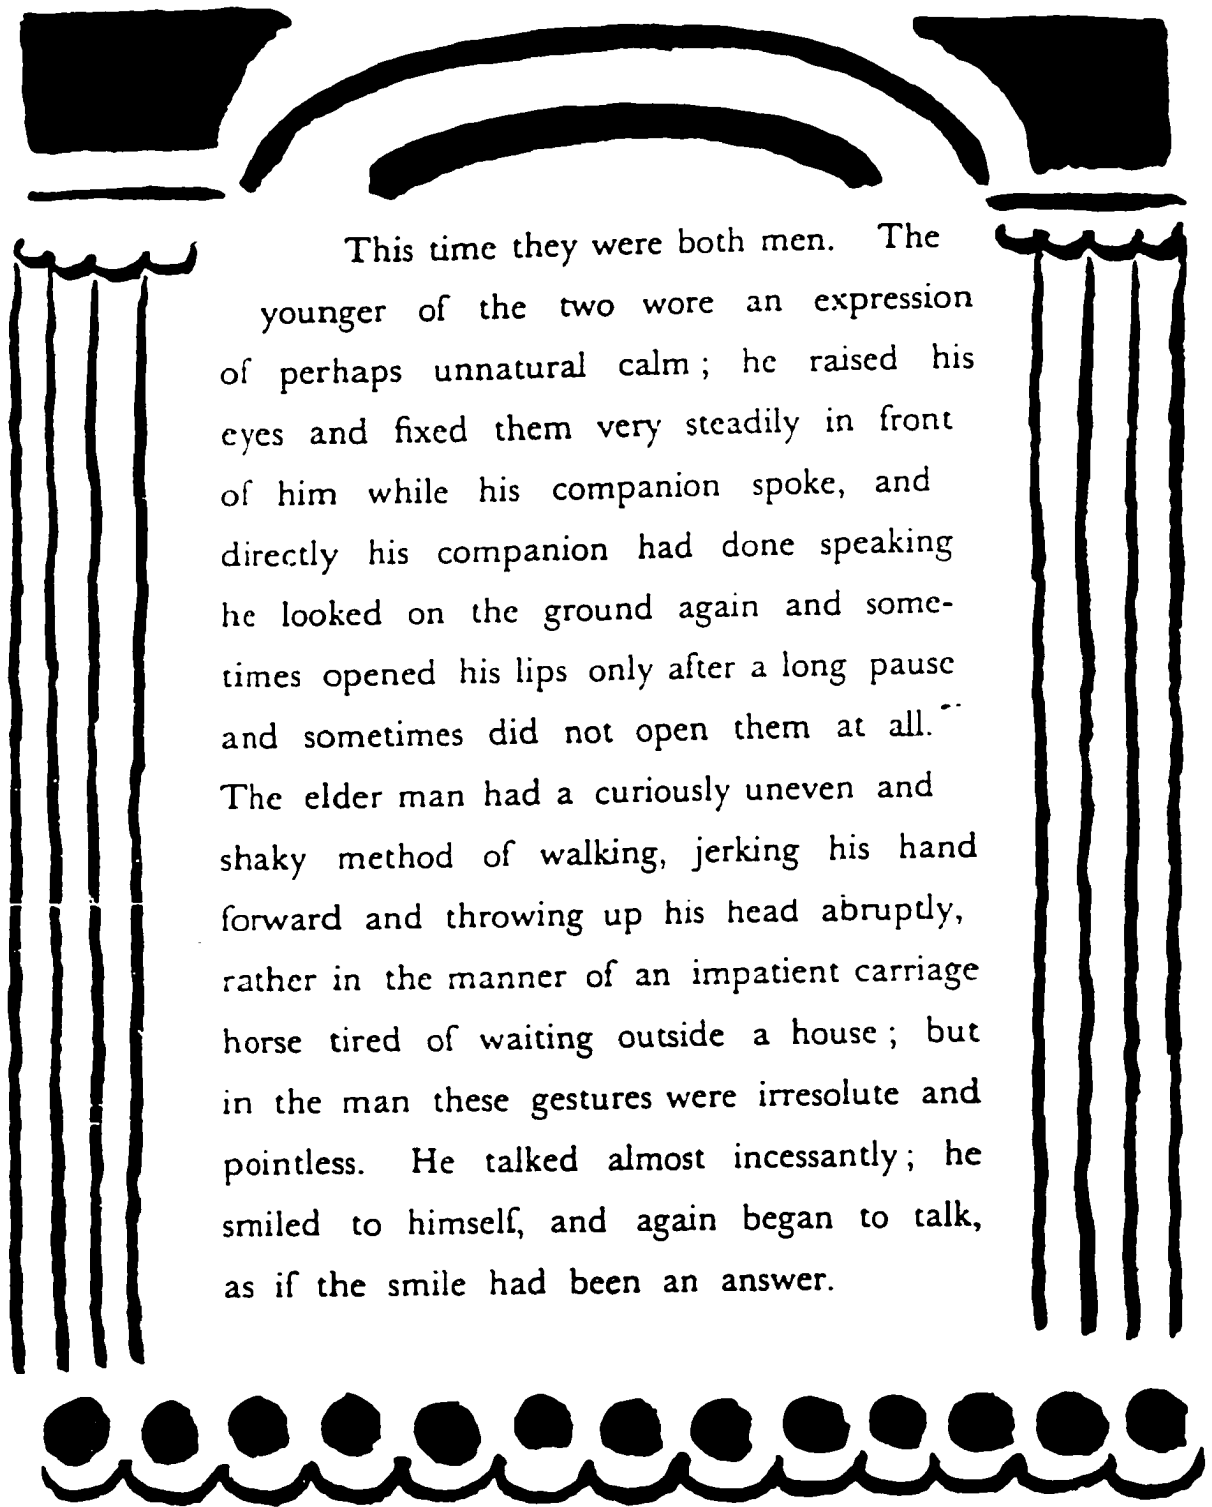 This time they were both men. The
younger of the two wore an expression
of perhaps unnatural calm ; he raised his
eyes and fixed them very steadily in front
of him while his companion spoke, and
directly his companion had done speaking
he looked on the ground again and some-
times opened his lips only after a long pause
and sometimes did not open them at all.
The elder man had a curiously uneven and
shaky method of walking, jerking his hand
forward and throwing up his head abruptly,
rather in the manner of an impatient carriage
horse tired of waiting outside a house ; but
in the man these gestures were irresolute and
pointless. He talked almost incessantly ; he
smiled to himself, and again began to talk,
as if the smile had been an answer.